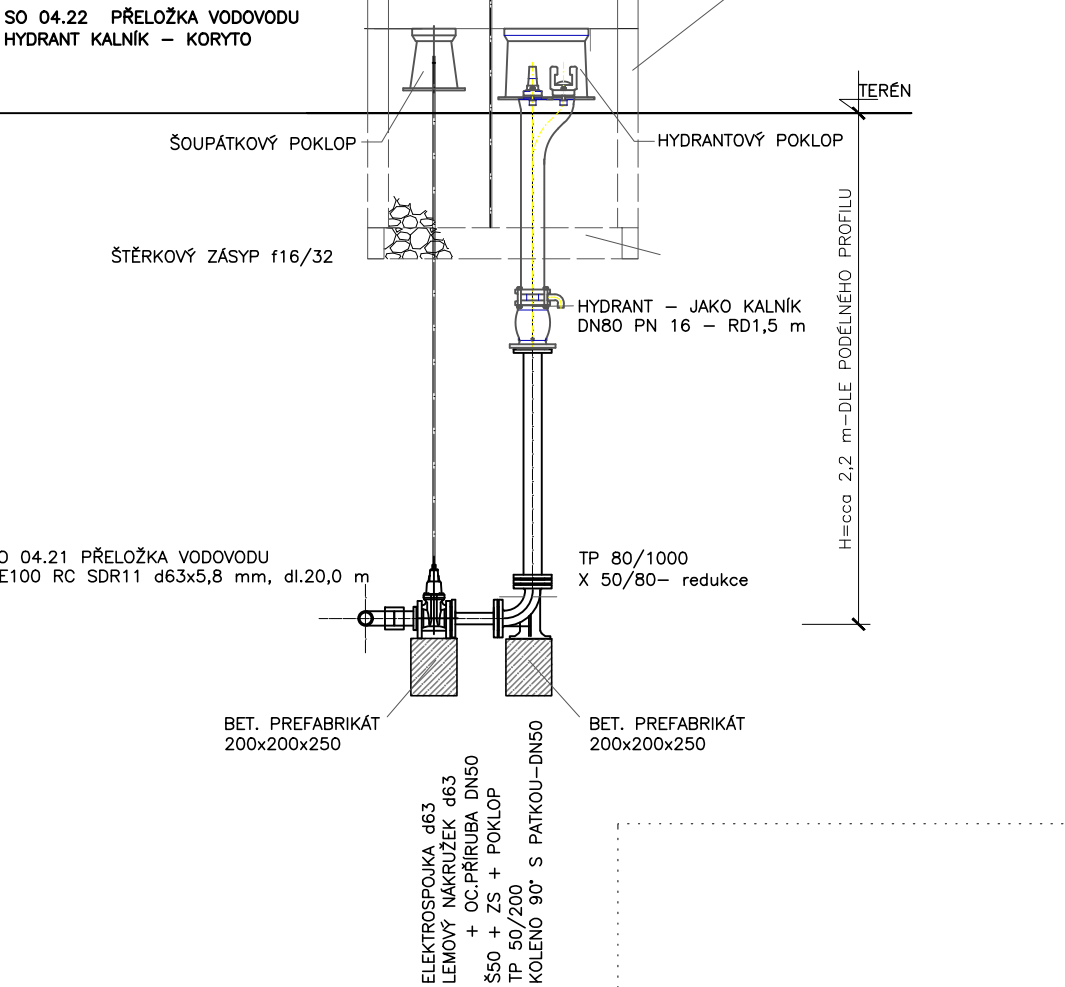 SO 04.22 PŘELOŽKA VODOVODU
HYDRANT KALNÍK – KORYTO
TERÉN
ŠOUPÁTKOVÝ POKLOP
HYDRANTOVÝ POKLOP
ŠTĚRKOVÝ ZÁSYP f16/32
HYDRANT – JAKO KALNÍK
DN80 PN 16 – RD1,5 m
H=cca 2,2 m-DLE PODÉLNÉHO PROFILU
O 04.21 PŘELOŽKA VODOVODU
E100 RC SDR11 d63x5,8 mm, dl.20,0 m
TP 80/1000
X 50/80– redukce
BET. PREFABRIKÁT
200x200x250
BET. PREFABRIKÁT
200x200x250
ELEKTROSPOJKA d63
LEMOVÝ NÁKRUŽEK d63
+ OC.PŘÍRUBA DN50
Š50 + ZS + POKLOP
TP 50/200
KOLENO 90° S PATKOU-DN50